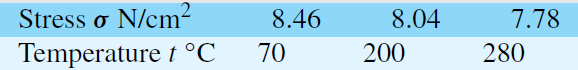 Stress σ N/cm² 8.46 8.04 7.78
Temperature t °C 70 200 280